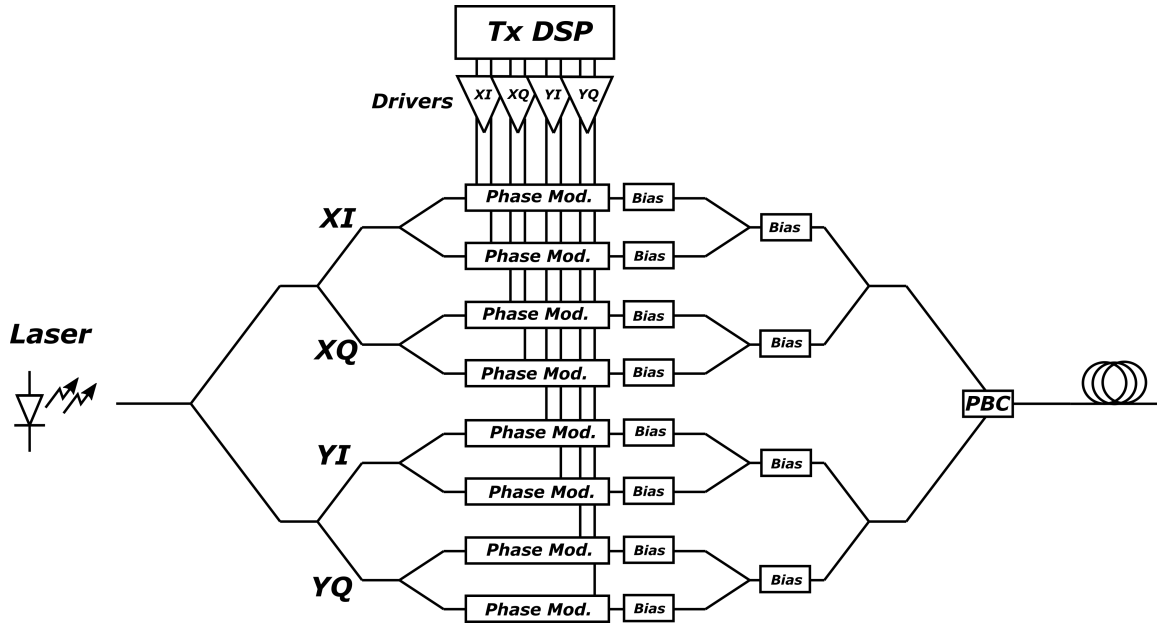 Tx DSP
Drivers
XI XQ YI YQ
Phase Mod. Bias
XI
Bias
Phase Mod. Bias
Phase Mod. Bias
Laser
XQ
Bias
Phase Mod. Bias
PBC
Phase Mod. Bias
YI
Bias
Phase Mod. Bias
Phase Mod. Bias
YQ
Bias
Phase Mod. Bias